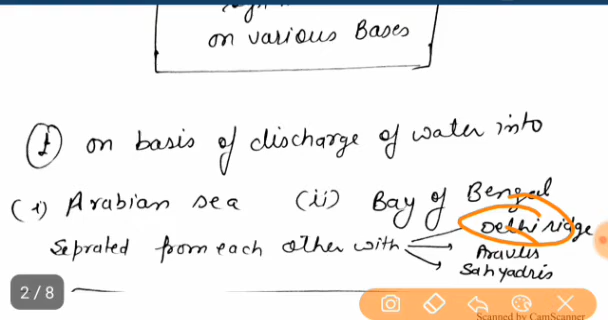 on various Bases
(1) on basis of discharge of water into
(i) Arabian sea (ii) Bay of Bengal
Delhi ridge
Seprated from each other with
Aravlis
Sahyadris
2 / 8
Scanned by CamScanner